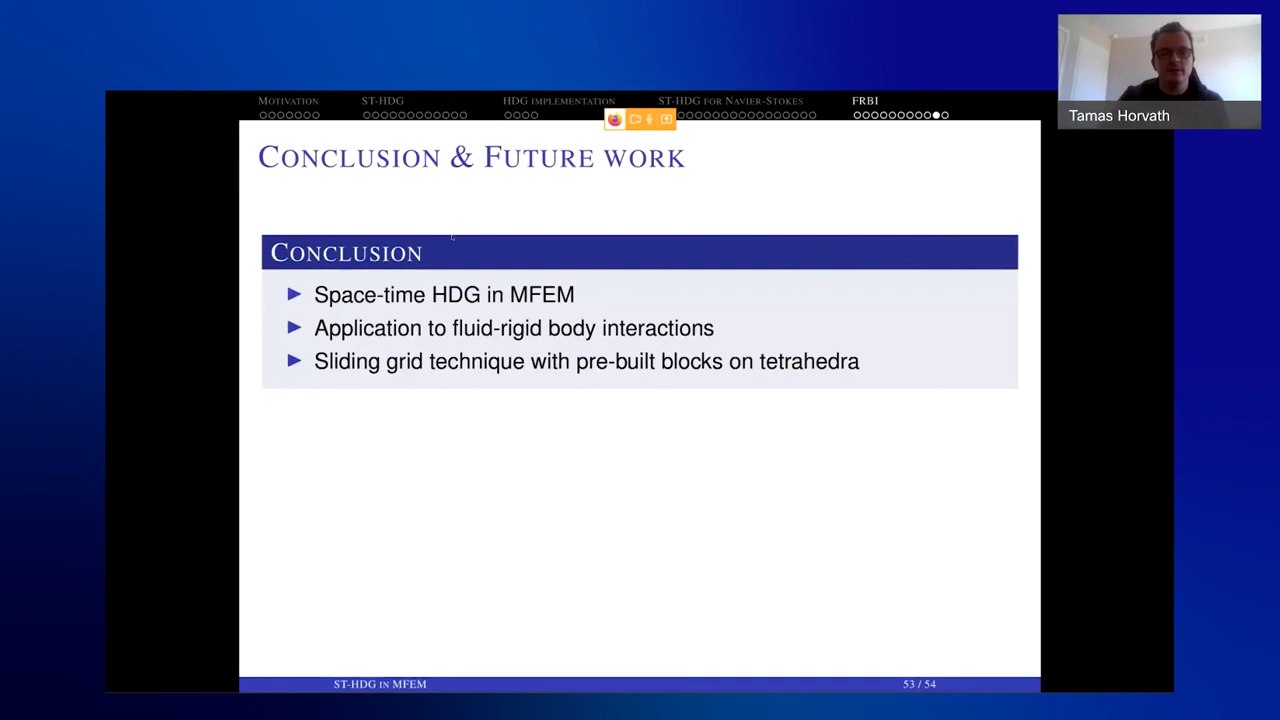 MOTIVATION
ST-HDG
HDG IMPLEMENTATION
ST-HDG FOR NAVIER-STOKES
FRBI
Tamas Horvath
CONCLUSION & FUTURE WORK
CONCLUSION
Space-time HDG in MFEM
Application to fluid-rigid body interactions
Sliding grid technique with pre-built blocks on tetrahedra
ST-HDG IN MFEM
53 / 54